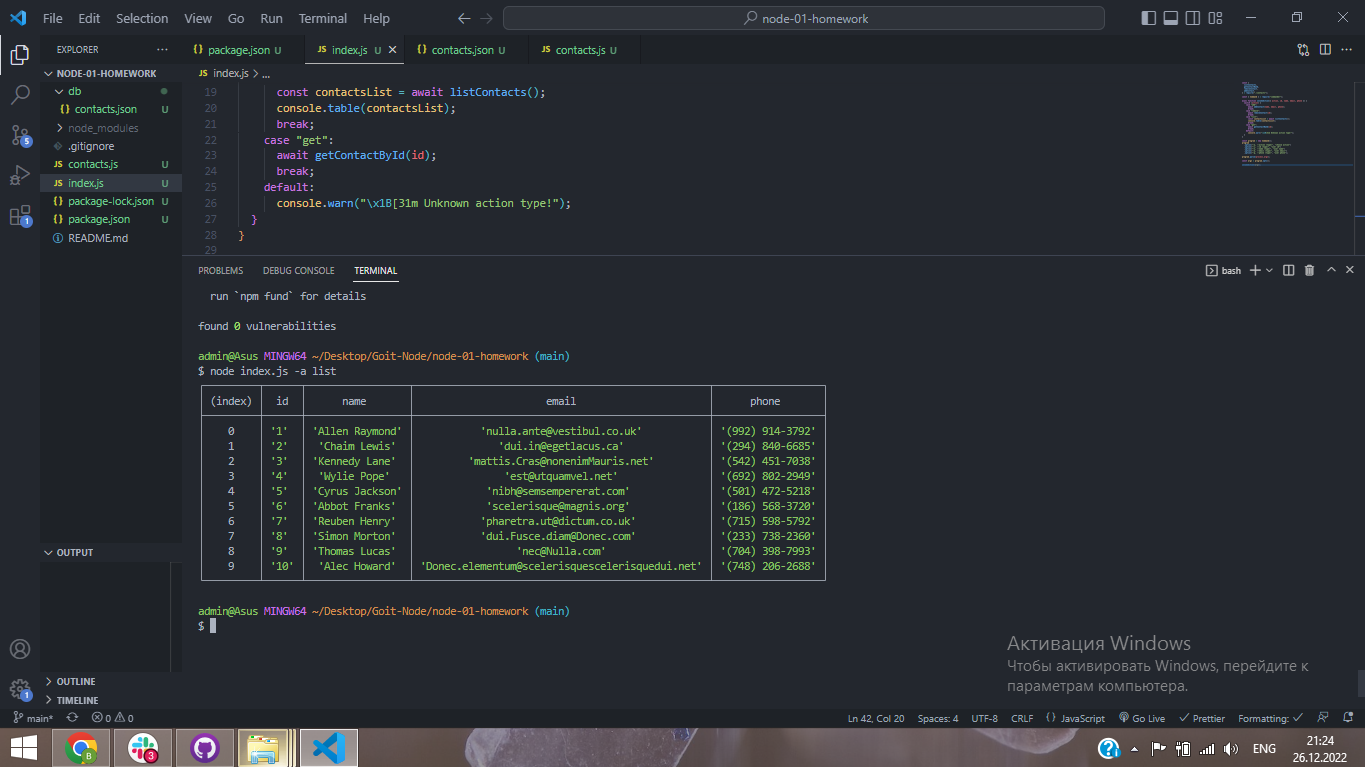 File Edit Selection View Go Run Terminal Help
node-01-homework
EXPLORER
NODE-01-HOMEWORK
db
{} contacts.json U
node_modules
.gitignore
JS contacts.js U
JS index.js U
{} package-lock.json U
{} package.json U
README.md
OUTPUT
OUTLINE
TIMELINE
5
1
1
{} package.json U JS index.js U {} contacts.json U JS contacts.js U
JS index.js > ...
19 const contactsList = await listContacts();
20 console.table(contactsList);
21 break;
22 case "get":
23 await getContactById(id);
24 break;
25 default:
26 console.warn("\x1B[31m Unknown action type!");
27 }
28 }
29
PROBLEMS DEBUG CONSOLE TERMINAL
bash
run `npm fund` for details
found 0 vulnerabilities
admin@Asus MINGW64 ~/Desktop/Goit-Node/node-01-homework (main)
$ node index.js -a list
(index) id name email phone
0 '1' 'Allen Raymond' 'nulla.ante@vestibul.co.uk' '(992) 914-3792'
1 '2' 'Chaim Lewis' 'dui.in@egetlacus.ca' '(294) 840-6685'
2 '3' 'Kennedy Lane' 'mattis.Cras@nonenimMauris.net' '(542) 451-7038'
3 '4' 'Wylie Pope' 'est@utquamvel.net' '(692) 802-2949'
4 '5' 'Cyrus Jackson' 'nibh@semsempererat.com' '(501) 472-5218'
5 '6' 'Abbot Franks' 'scelerisque@magnis.org' '(186) 568-3720'
6 '7' 'Reuben Henry' 'pharetra.ut@dictum.co.uk' '(715) 598-5792'
7 '8' 'Simon Morton' 'dui.Fusce.diam@Donec.com' '(233) 738-2360'
8 '9' 'Thomas Lucas' 'nec@Nulla.com' '(704) 398-7993'
9 '10' 'Alec Howard' 'Donec.elementum@scelerisquescelerisquedui.net' '(748) 206-2688'
admin@Asus MINGW64 ~/Desktop/Goit-Node/node-01-homework (main)
$
Активация Windows
Чтобы активировать Windows, перейдите к
параметрам компьютера.
main* 0 0 Ln 42, Col 20 Spaces: 4 UTF-8 CRLF {} JavaScript Go Live Prettier Formatting:
B 3 ENG 21:24
26.12.2022